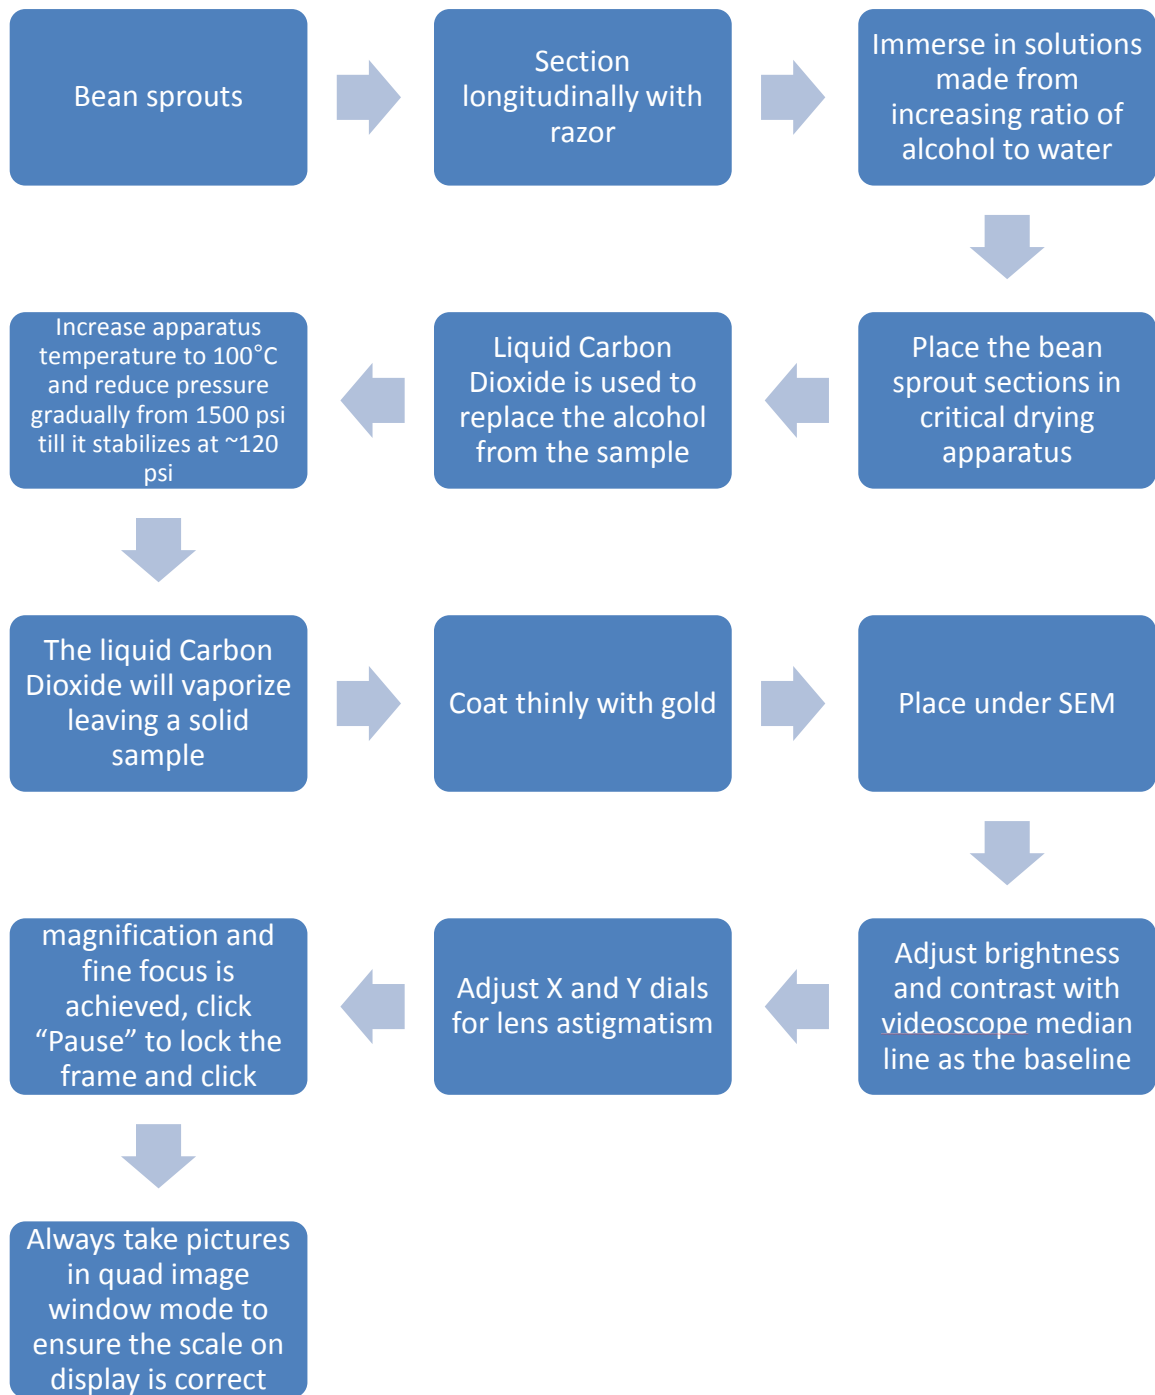 Bean sprouts
Section
longitudinally with
razor
Immerse in solutions
made from
increasing ratio of
alcohol to water
Place the bean
sprout sections in
critical drying
apparatus
Liquid Carbon
Dioxide is used to
replace the alcohol
from the sample
Increase apparatus
temperature to 100°C
and reduce pressure
gradually from 1500 psi
till it stabilizes at ~120
psi
The liquid Carbon
Dioxide will vaporize
leaving a solid
sample
Coat thinly with gold
Place under SEM
Adjust brightness
and contrast with
videoscope median
line as the baseline
Adjust X and Y dials
for lens astigmatism
magnification and
fine focus is
achieved, click
“Pause” to lock the
frame and click
Always take pictures
in quad image
window mode to
ensure the scale on
display is correct